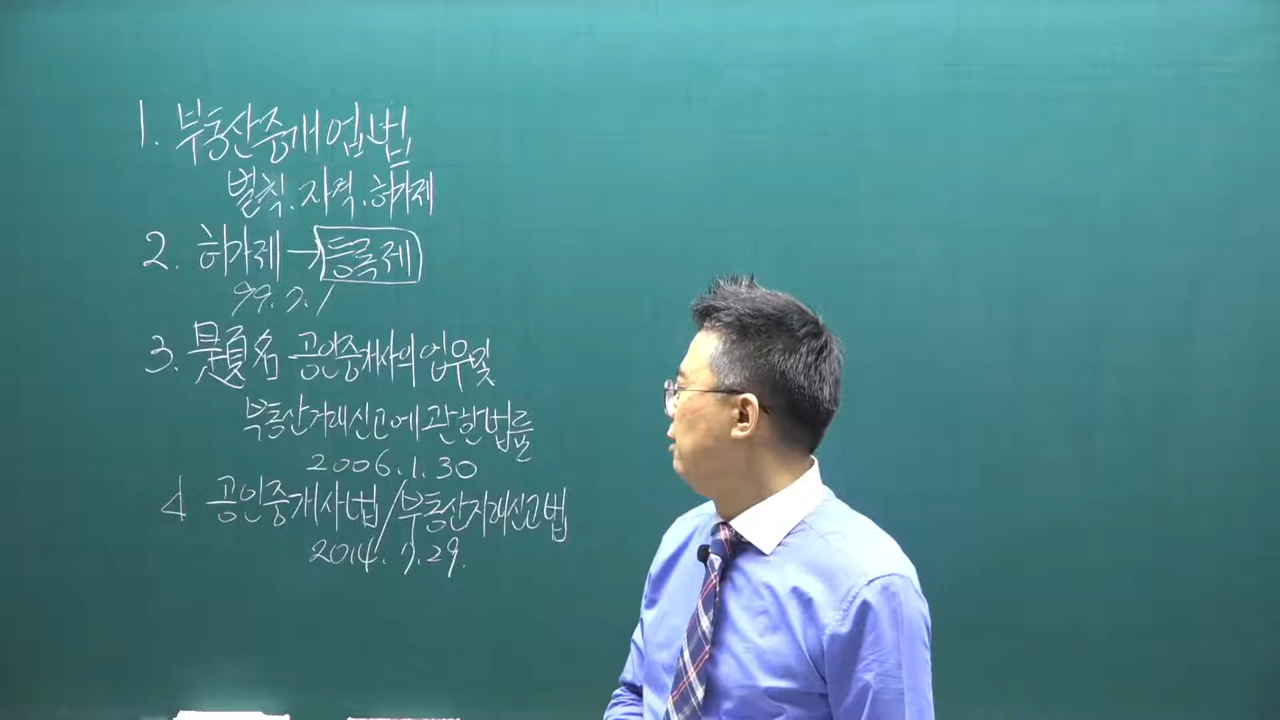 1. 부동산중개업법
벌칙. 자격. 허가제
2. 허가제 → 등록제
99. 7. 1
3. 題名 공인중개사의 업무 및
부동산거래신고에 관한 법률
2006. 1. 30
4 공인중개사법/부동산거래신고법
2014. 7. 29.